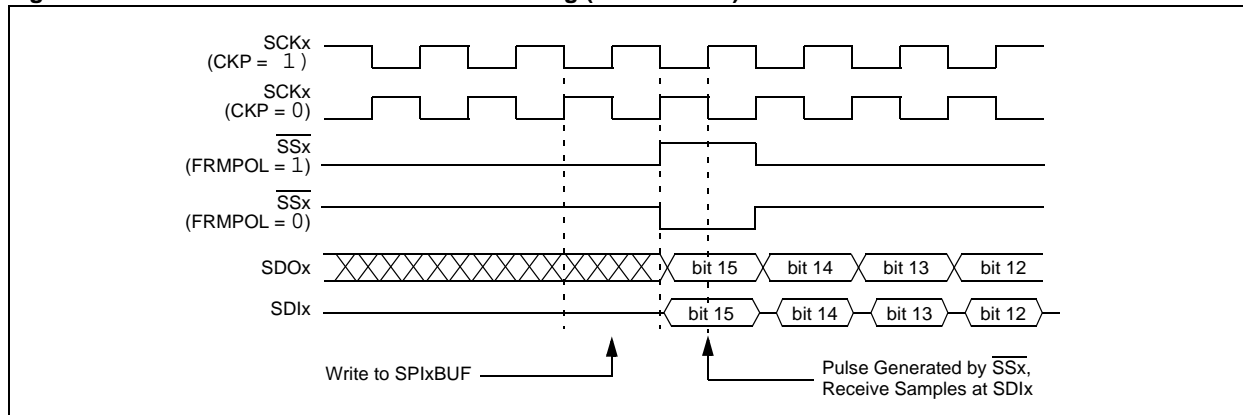 SCKx
(CKP = 1)
SCKx
(CKP = 0)
SSx
(FRMPOL = 1)
SSx
(FRMPOL = 0)
SDOx
bit 15 bit 14 bit 13 bit 12
SDIx
bit 15 bit 14 bit 13 bit 12
Write to SPIxBUF
Pulse Generated by SSx,
Receive Samples at SDIx